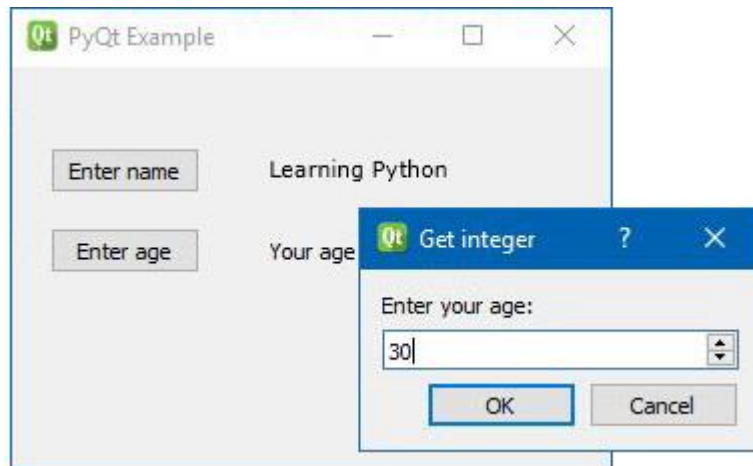 Qt PyQt Example
Enter name Learning Python
Enter age Your age
Qt Get integer ?
Enter your age:
30
OK Cancel